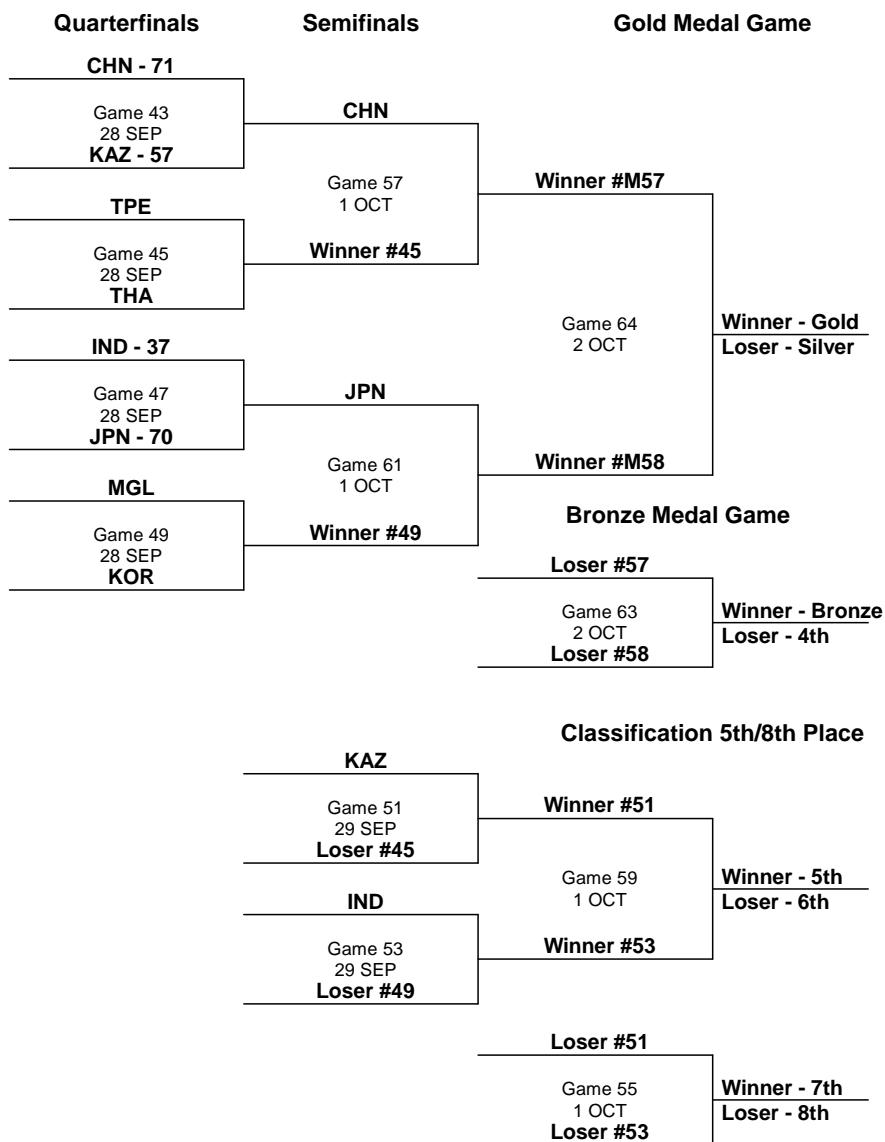 Quarterfinals
Semifinals
Gold Medal Game
CHN - 71
Game 43
28 SEP
KAZ - 57
CHN
TPE
Game 45
28 SEP
THA
Game 57
1 OCT
Winner #45
Winner #M57
IND - 37
Game 47
28 SEP
JPN - 70
JPN
Game 64
2 OCT
Winner - Gold
Loser - Silver
MGL
Game 49
28 SEP
KOR
Game 61
1 OCT
Winner #49
Winner #M58
Bronze Medal Game
Loser #57
Game 63
2 OCT
Loser #58
Winner - Bronze
Loser - 4th
Classification 5th/8th Place
KAZ
Game 51
29 SEP
Loser #45
Winner #51
IND
Game 53
29 SEP
Loser #49
Game 59
1 OCT
Winner #53
Winner - 5th
Loser - 6th
Loser #51
Game 55
1 OCT
Loser #53
Winner - 7th
Loser - 8th